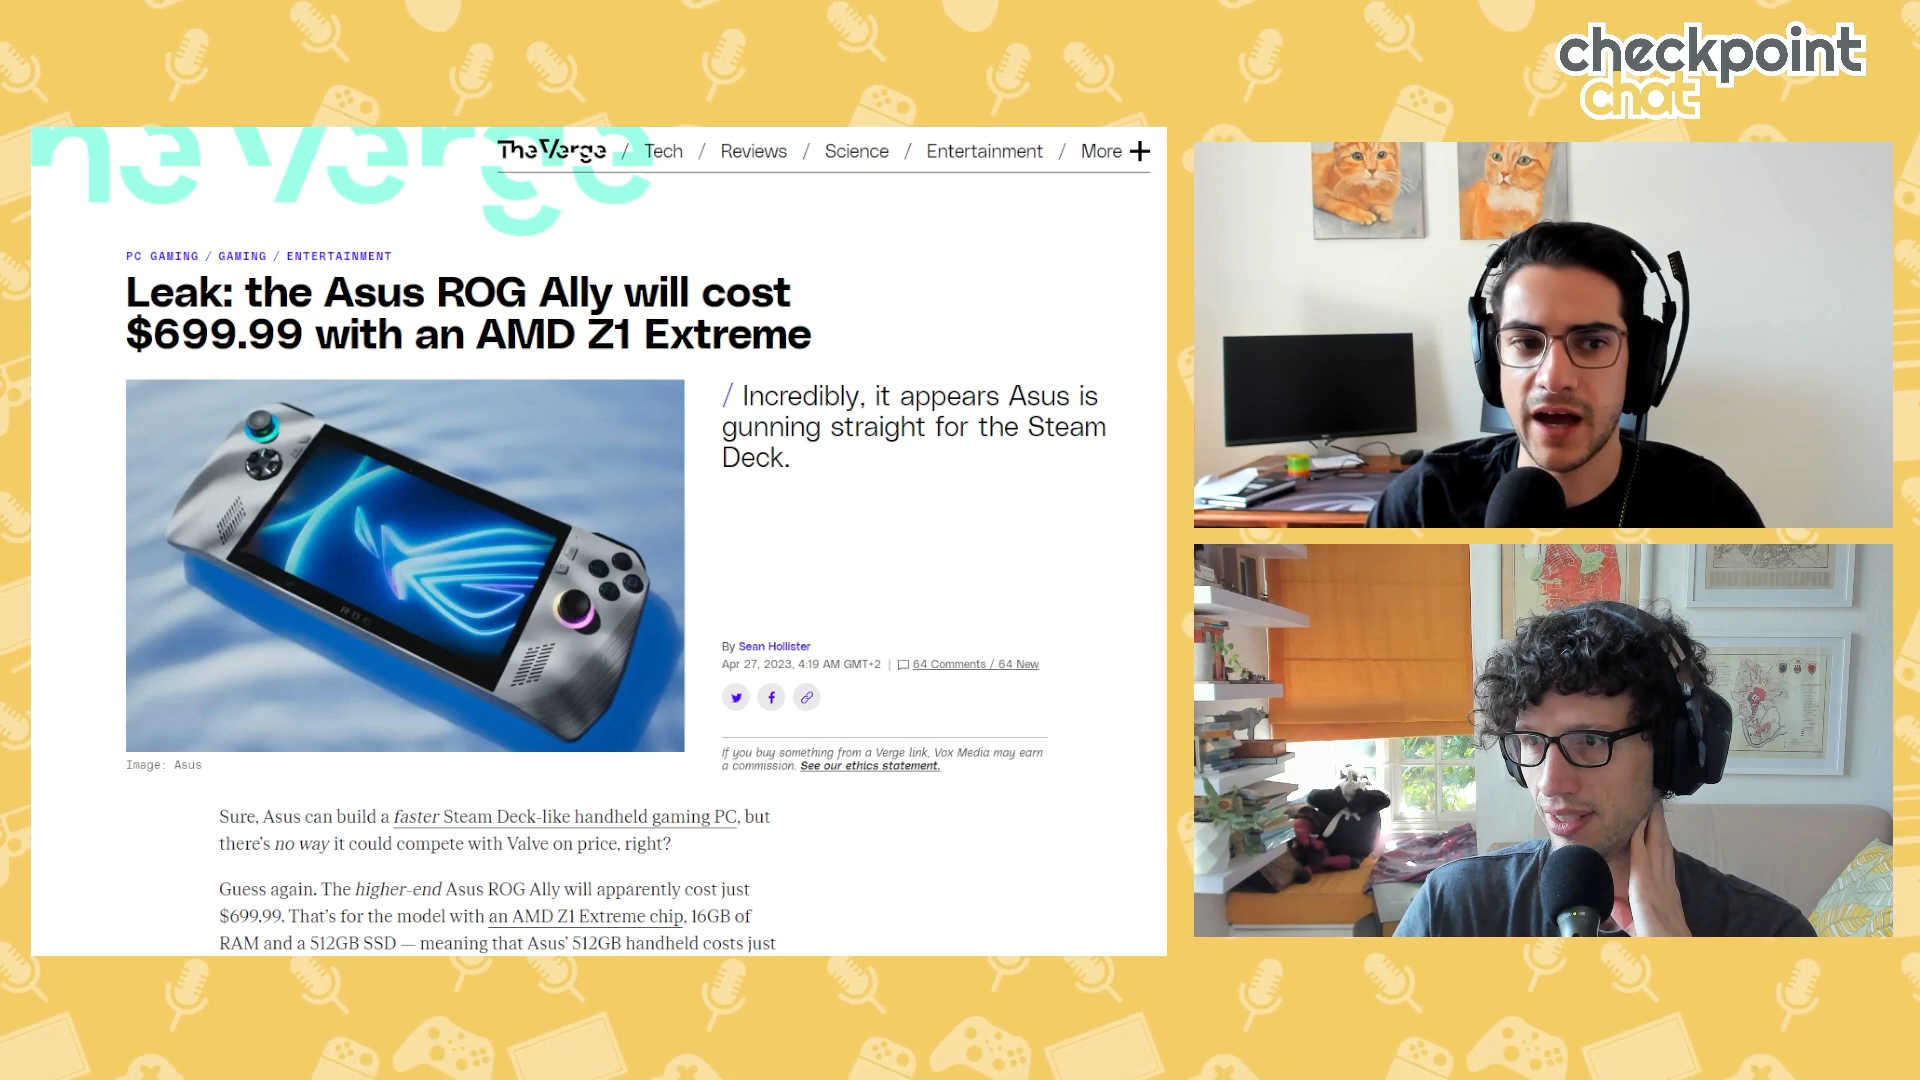 checkpoint
chat
The Verge
The Verge / Tech / Reviews / Science / Entertainment / More +
PC GAMING / GAMING / ENTERTAINMENT
Leak: the Asus ROG Ally will cost
$699.99 with an AMD Z1 Extreme
/ Incredibly, it appears Asus is
gunning straight for the Steam
Deck.
ROG
By Sean Hollister
Apr 27, 2023, 4:19 AM GMT+2 | 64 Comments / 64 New
If you buy something from a Verge link, Vox Media may earn
a commission. See our ethics statement.
Image: Asus
Sure, Asus can build a faster Steam Deck-like handheld gaming PC, but
there's no way it could compete with Valve on price, right?
Guess again. The higher-end Asus ROG Ally will apparently cost just
$699.99. That's for the model with an AMD Z1 Extreme chip, 16GB of
RAM and a 512GB SSD — meaning that Asus' 512GB handheld costs just